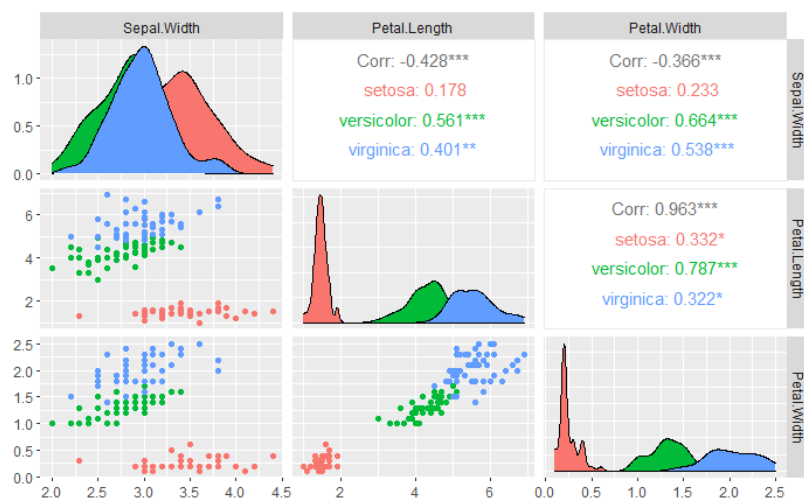 Sepal.Width
Petal.Length
Petal.Width
1.0
0.5
0.0
Corr: -0.428***
setosa: 0.178
versicolor: 0.561***
virginica: 0.401**
Corr: -0.366***
setosa: 0.233
versicolor: 0.664***
virginica: 0.538***
Sepal.Width
6
4
2
Corr: 0.963***
setosa: 0.332*
versicolor: 0.787***
virginica: 0.322*
Petal.Length
2.5
2.0
1.5
1.0
0.5
0.0
Petal.Width
2.0 2.5 3.0 3.5 4.0 4.5
2 4 6
0.0 0.5 1.0 1.5 2.0 2.5